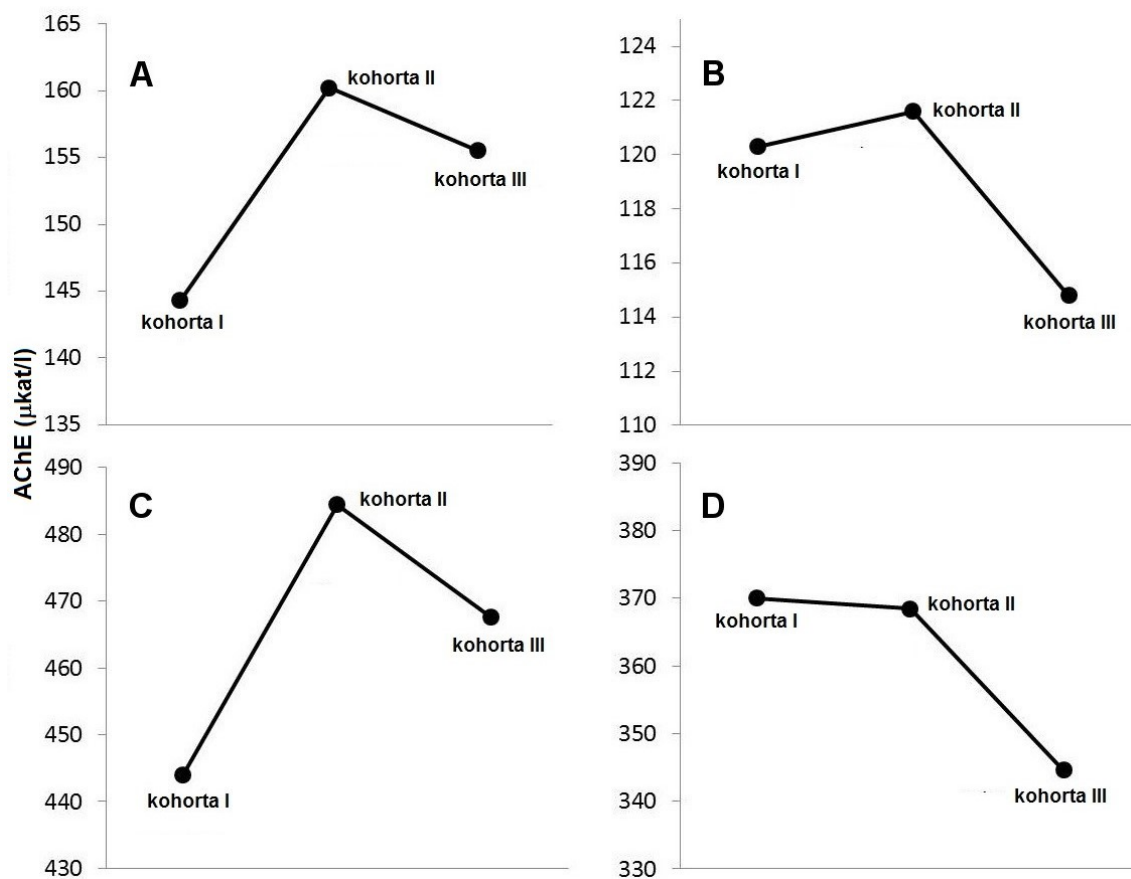 AChE (µkat/l)
A
165
160
155
150
145
140
135
kohorta I
kohorta II
kohorta III
B
124
122
120
118
116
114
112
110
kohorta I
kohorta II
kohorta III
C
490
480
470
460
450
440
430
kohorta I
kohorta II
kohorta III
D
390
380
370
360
350
340
330
kohorta I
kohorta II
kohorta III